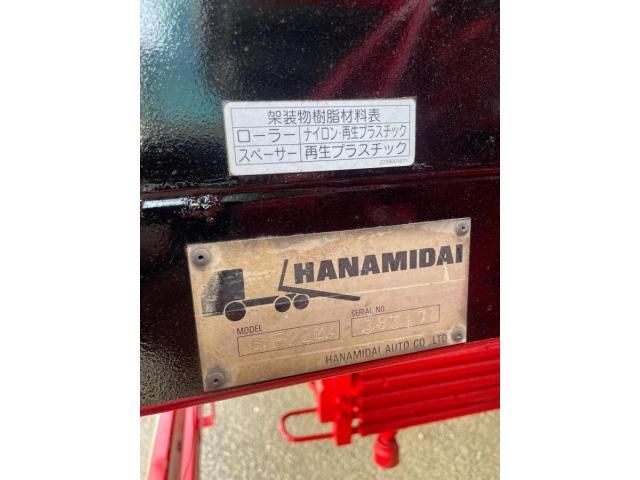 架装物樹脂材料表
ローラー ナイロン・再生プラスチック
スペーサー 再生プラスチック
HANAMIDAI
MODEL SERIAL NO.
39317
HANAMIDAI AUTO CO. LTD